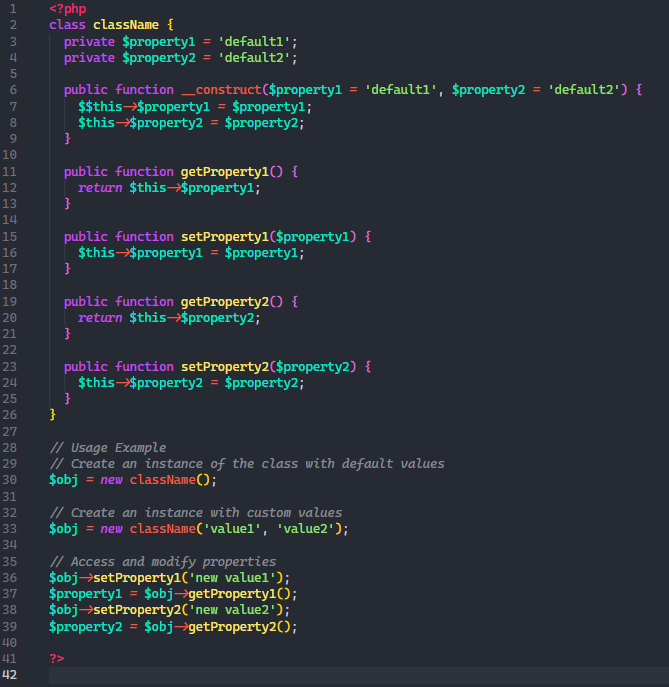 1 <?php
2 class className {
3   private $property1 = 'default1';
4   private $property2 = 'default2';
5
6   public function __construct($property1 = 'default1', $property2 = 'default2') {
7     $$this->$property1 = $property1;
8     $this->$property2 = $property2;
9   }
10
11   public function getProperty1() {
12     return $this->$property1;
13   }
14
15   public function setProperty1($property1) {
16     $this->$property1 = $property1;
17   }
18
19   public function getProperty2() {
20     return $this->$property2;
21   }
22
23   public function setProperty2($property2) {
24     $this->$property2 = $property2;
25   }
26 }
27
28 // Usage Example
29 // Create an instance of the class with default values
30 $obj = new className();
31
32 // Create an instance with custom values
33 $obj = new className('value1', 'value2');
34
35 // Access and modify properties
36 $obj->setProperty1('new value1');
37 $property1 = $obj->getProperty1();
38 $obj->setProperty2('new value2');
39 $property2 = $obj->getProperty2();
40
41 ?>
42